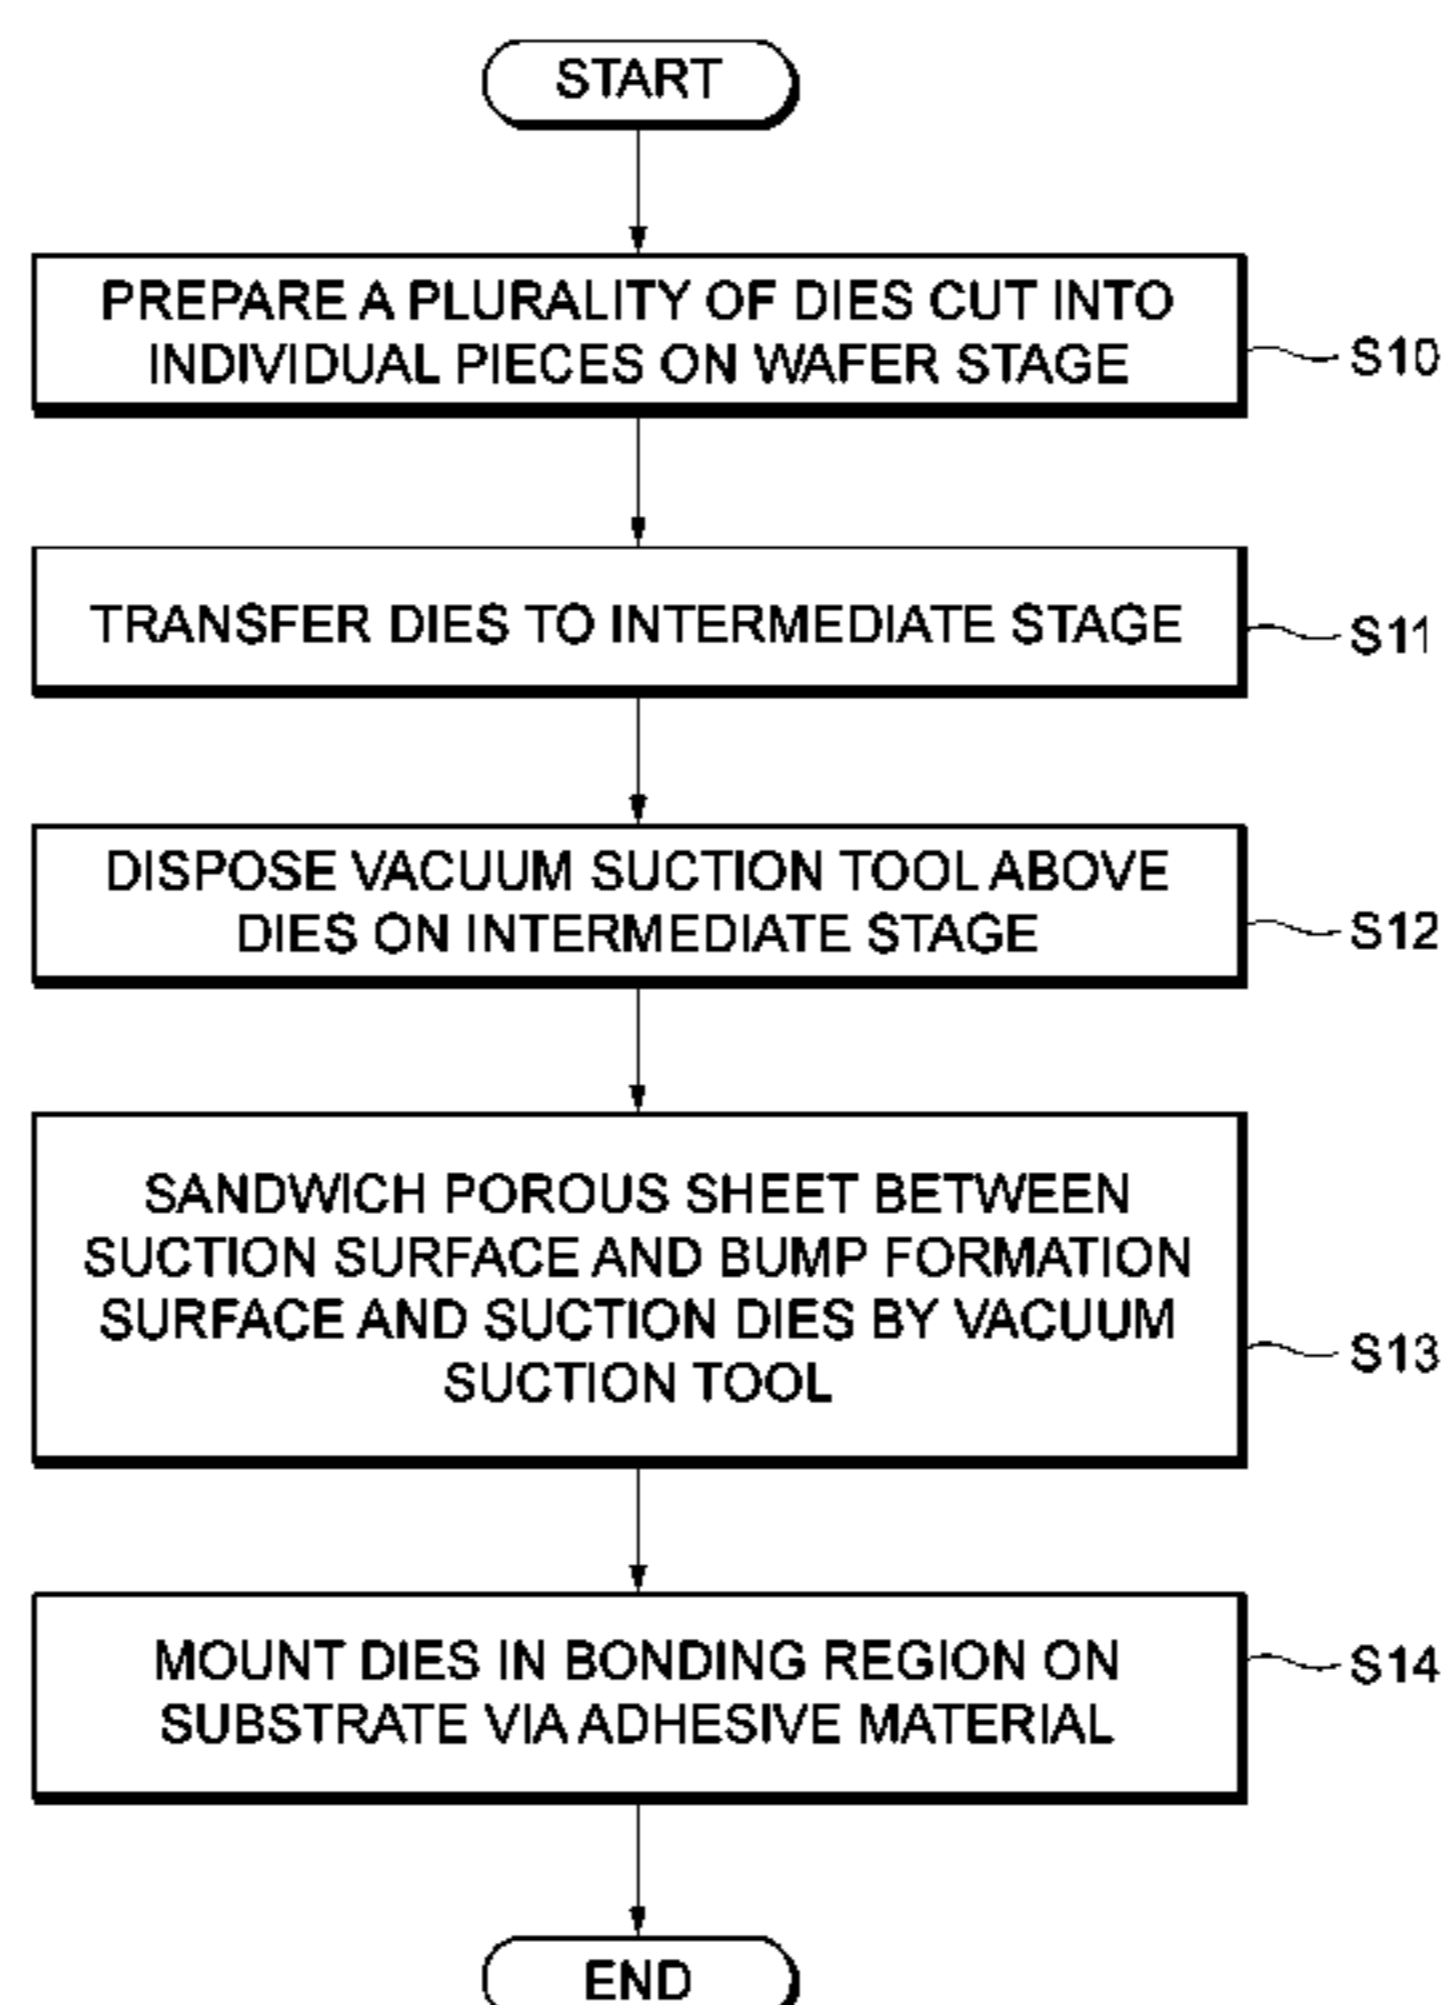 START
PREPARE A PLURALITY OF DIES CUT INTO
INDIVIDUAL PIECES ON WAFER STAGE
S10
TRANSFER DIES TO INTERMEDIATE STAGE
S11
DISPOSE VACUUM SUCTION TOOL ABOVE
DIES ON INTERMEDIATE STAGE
S12
SANDWICH POROUS SHEET BETWEEN
SUCTION SURFACE AND BUMP FORMATION
SURFACE AND SUCTION DIES BY VACUUM
SUCTION TOOL
S13
MOUNT DIES IN BONDING REGION ON
SUBSTRATE VIA ADHESIVE MATERIAL
S14
END